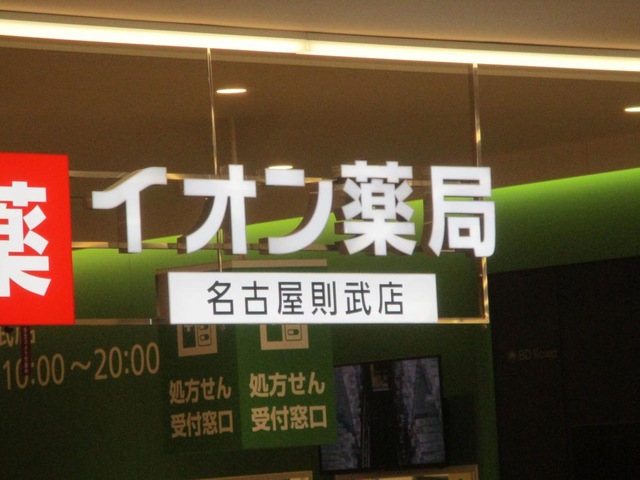 薬
イオン薬局
名古屋則武店
10:00～20:00
処方せん
受付窓口
処方せん
受付窓口